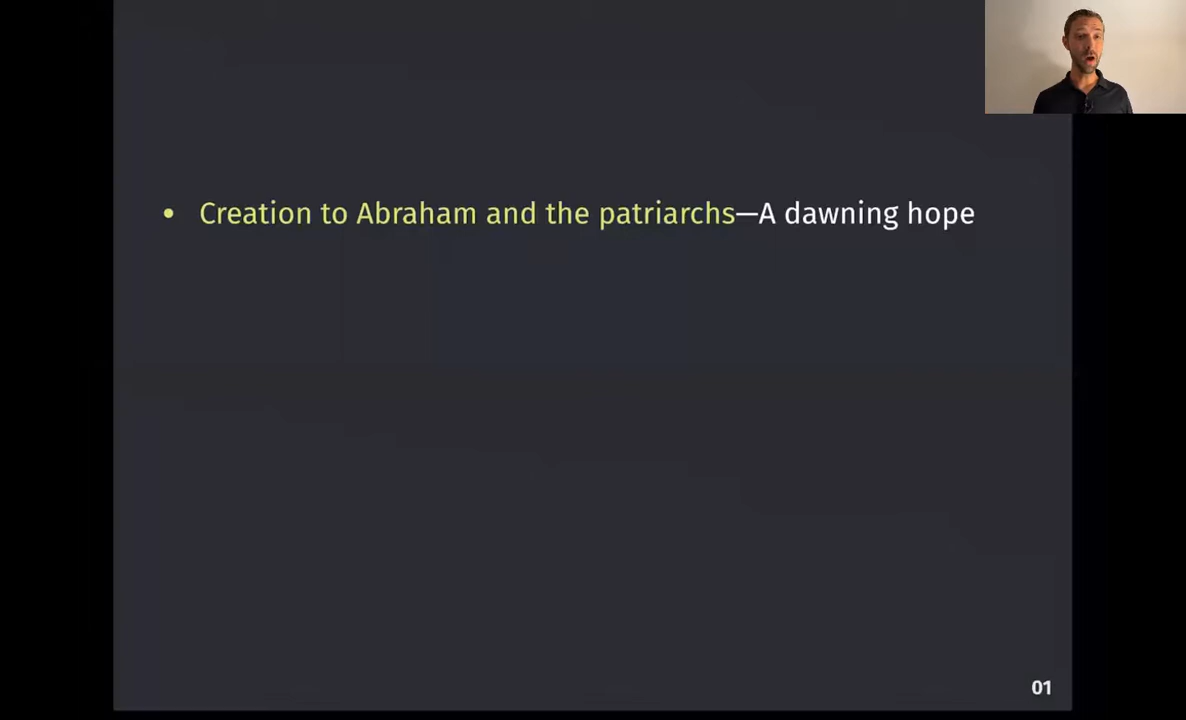 • Creation to Abraham and the patriarchs—A dawning hope
01